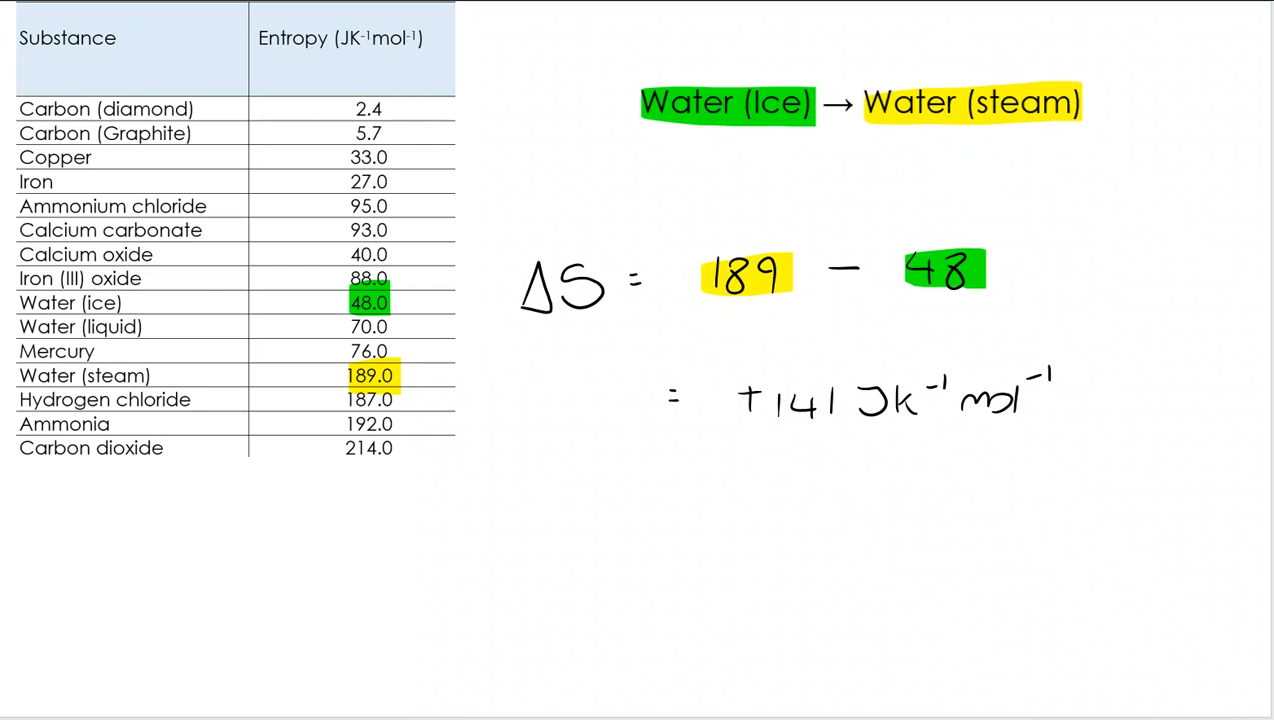 Substance Entropy (JK⁻¹mol⁻¹)
Carbon (diamond) 2.4
Carbon (Graphite) 5.7
Copper 33.0
Iron 27.0
Ammonium chloride 95.0
Calcium carbonate 93.0
Calcium oxide 40.0
Iron (III) oxide 88.0
Water (ice) 48.0
Water (liquid) 70.0
Mercury 76.0
Water (steam) 189.0
Hydrogen chloride 187.0
Ammonia 192.0
Carbon dioxide 214.0
Water (Ice) → Water (steam)
ΔS = 189 − 48
= +141 JK⁻¹ mol⁻¹